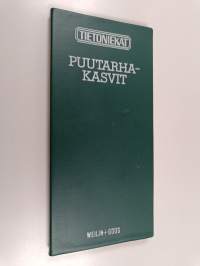 TIETONIEKAT
PUUTARHA-
KASVIT
WEILIN+GÖÖS